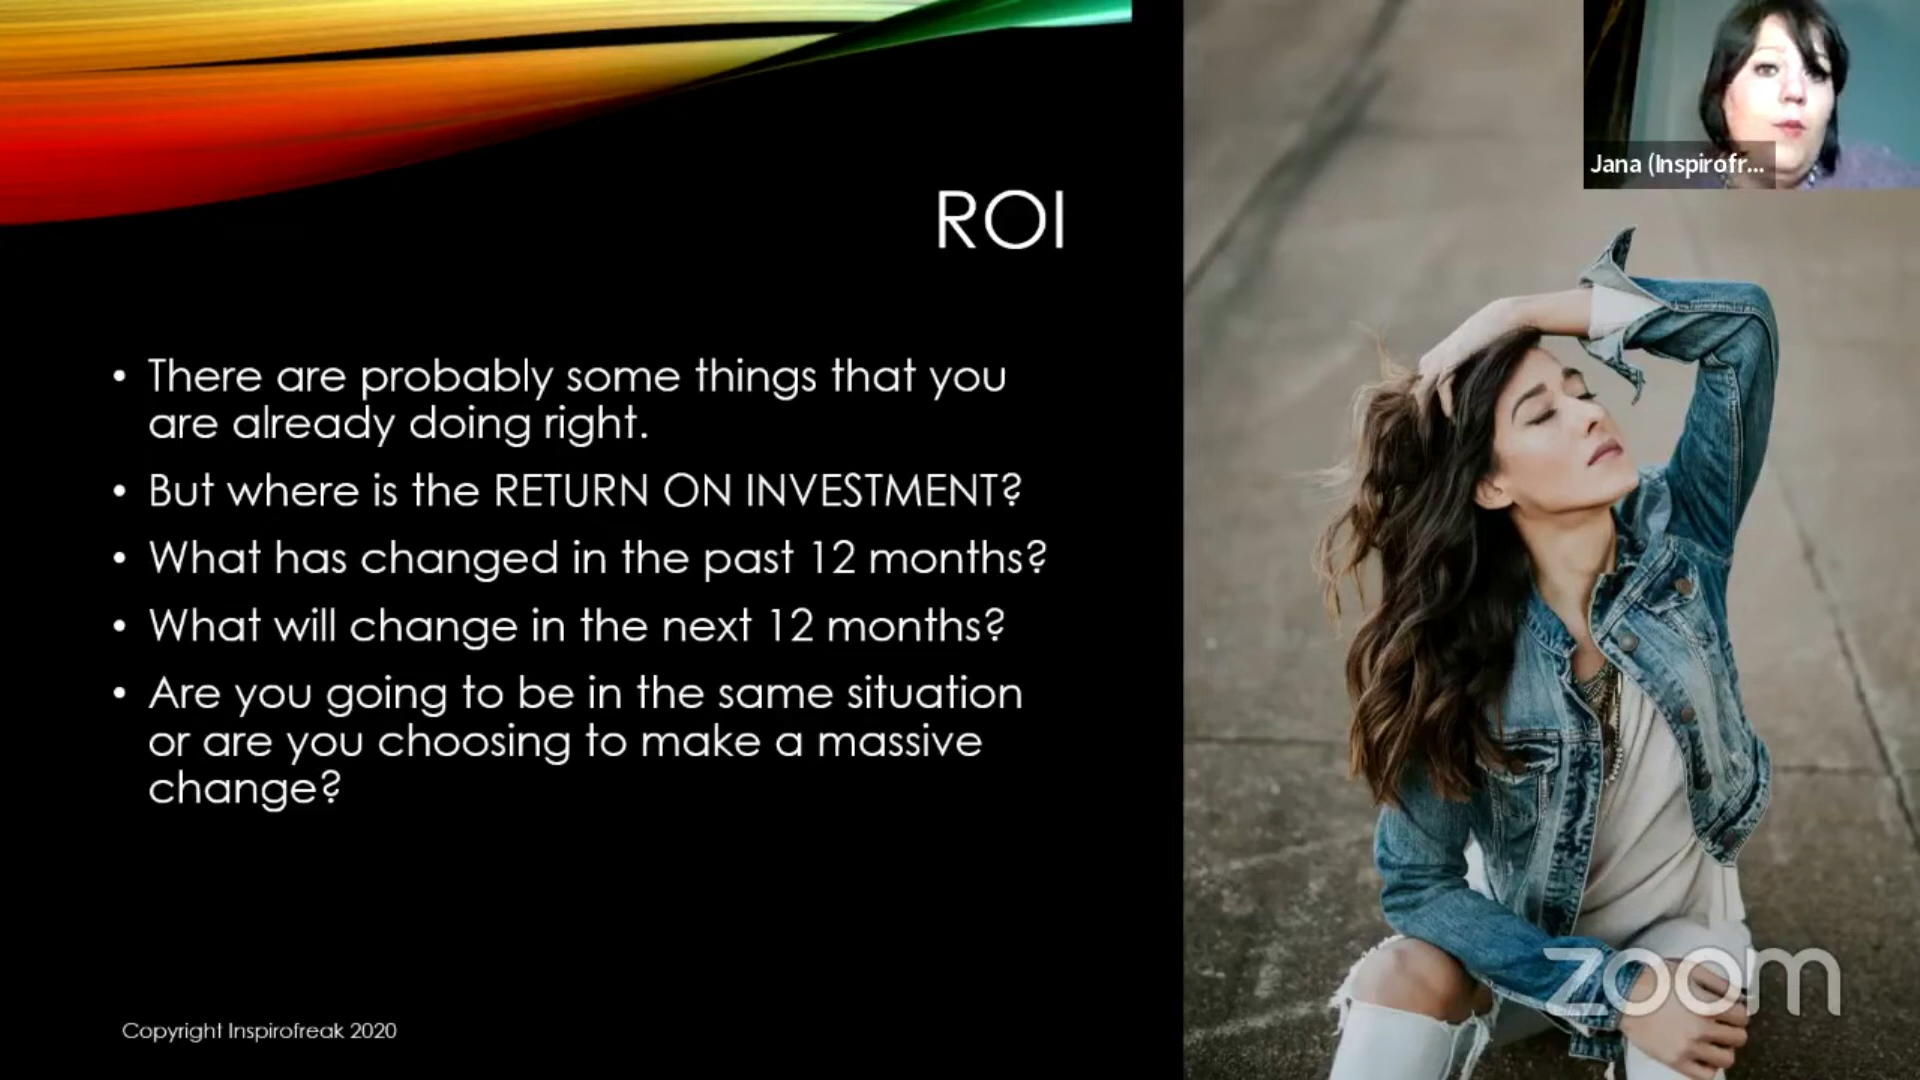 Jana (Inspirofr...
ROI
• There are probably some things that you
are already doing right.
• But where is the RETURN ON INVESTMENT?
• What has changed in the past 12 months?
• What will change in the next 12 months?
• Are you going to be in the same situation
or are you choosing to make a massive
change?
zoom
Copyright Inspirofreak 2020